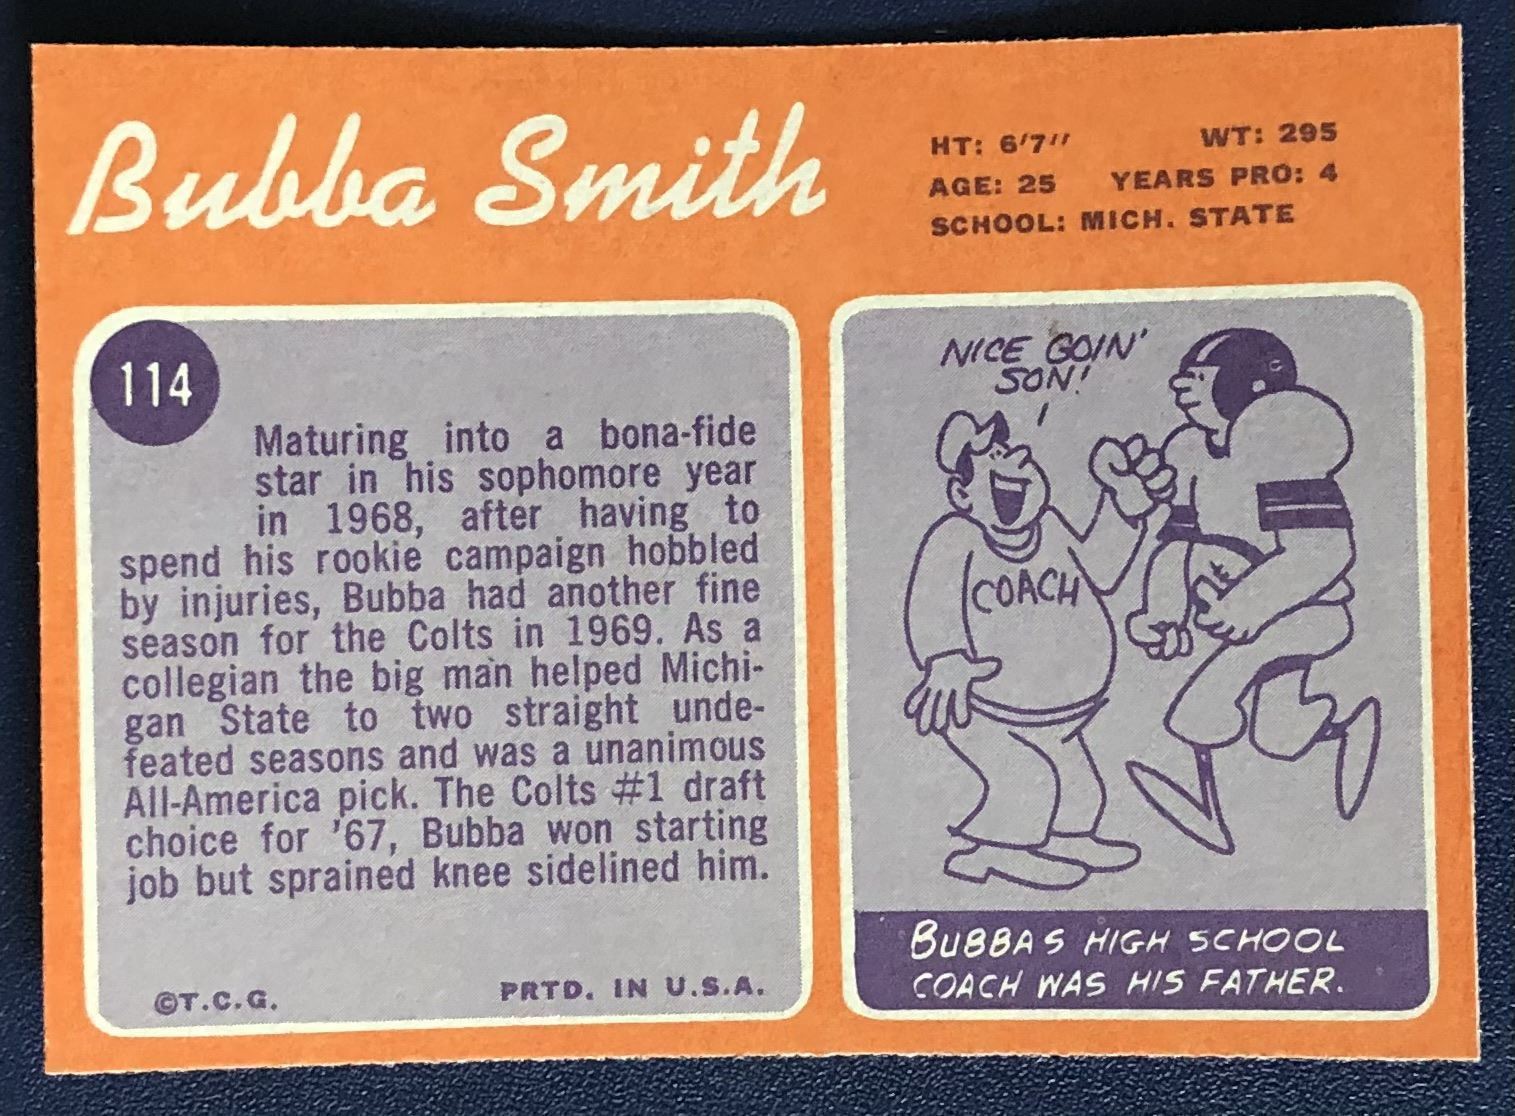 Bubba Smith
HT: 6'7" WT: 295
AGE: 25 YEARS PRO: 4
SCHOOL: MICH. STATE
114
Maturing into a bona-fide
star in his sophomore year
in 1968, after having to
spend his rookie campaign hobbled
by injuries, Bubba had another fine
season for the Colts in 1969. As a
collegian the big man helped Michi-
gan State to two straight unde-
feated seasons and was a unanimous
All-America pick. The Colts #1 draft
choice for '67, Bubba won starting
job but sprained knee sidelined him.
©T.C.G. PRTD. IN U.S.A.
NICE GOIN'
SON!
COACH
BUBBAS HIGH SCHOOL
COACH WAS HIS FATHER.